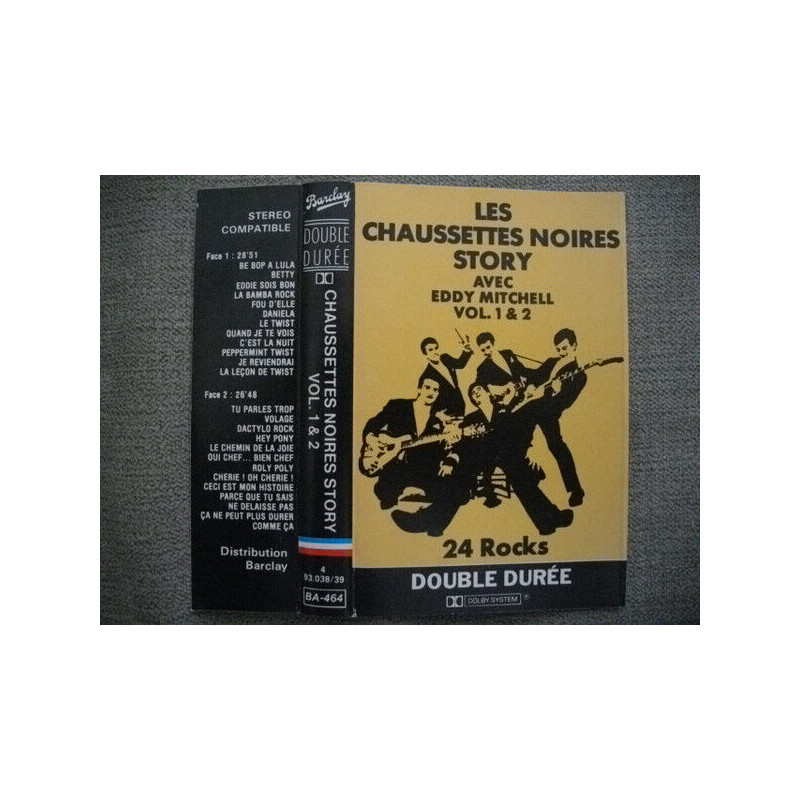 STEREO
COMPATIBLE
Face 1 : 28'51
BE BOP A LULA
BETTY
EDDIE SOIS BON
LA BAMBA ROCK
FOU D'ELLE
DANIELA
LE TWIST
QUAND JE TE VOIS
C'EST LA NUIT
PEPPERMINT TWIST
JE REVIENDRAI
LA LEÇON DE TWIST
Face 2 : 26'48
TU PARLES TROP
VOLAGE
DACTYLO ROCK
HEY PONY
LE CHEMIN DE LA JOIE
OUI CHEF... BIEN CHEF
ROLY POLY
CHERIE ! OH CHERIE !
CECI EST MON HISTOIRE
PARCE QUE TU SAIS
NE DELAISSE PAS
ÇA NE PEUT PLUS DURER
COMME ÇA
Distribution
Barclay
Barclay
DOUBLE
DURÉE
CHAUSSETTES NOIRES STORY
VOL. 1 & 2
4
93.038/39
BA-464
LES
CHAUSSETTES NOIRES
STORY
AVEC
EDDY MITCHELL
VOL. 1 & 2
24 Rocks
DOUBLE DURÉE
DOLBY SYSTEM ®